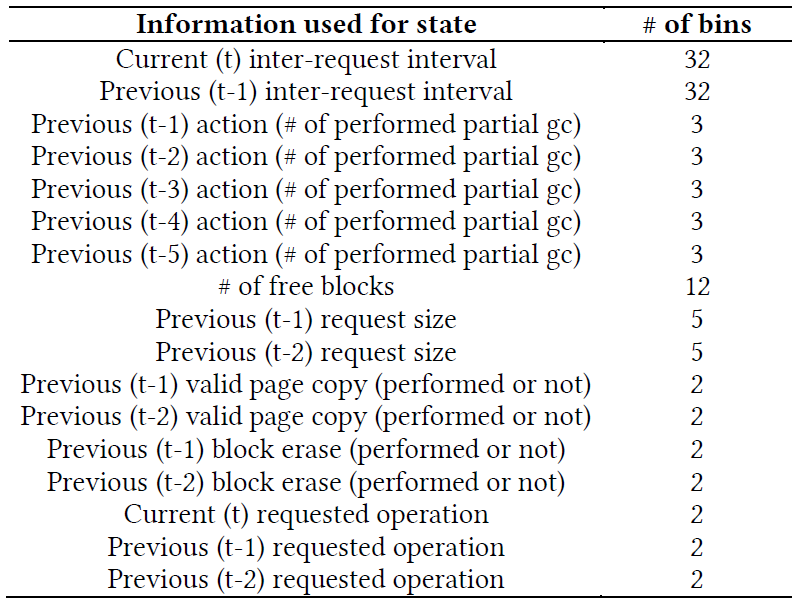 Information used for state # of bins
Current (t) inter-request interval 32
Previous (t-1) inter-request interval 32
Previous (t-1) action (# of performed partial gc) 3
Previous (t-2) action (# of performed partial gc) 3
Previous (t-3) action (# of performed partial gc) 3
Previous (t-4) action (# of performed partial gc) 3
Previous (t-5) action (# of performed partial gc) 3
# of free blocks 12
Previous (t-1) request size 5
Previous (t-2) request size 5
Previous (t-1) valid page copy (performed or not) 2
Previous (t-2) valid page copy (performed or not) 2
Previous (t-1) block erase (performed or not) 2
Previous (t-2) block erase (performed or not) 2
Current (t) requested operation 2
Previous (t-1) requested operation 2
Previous (t-2) requested operation 2